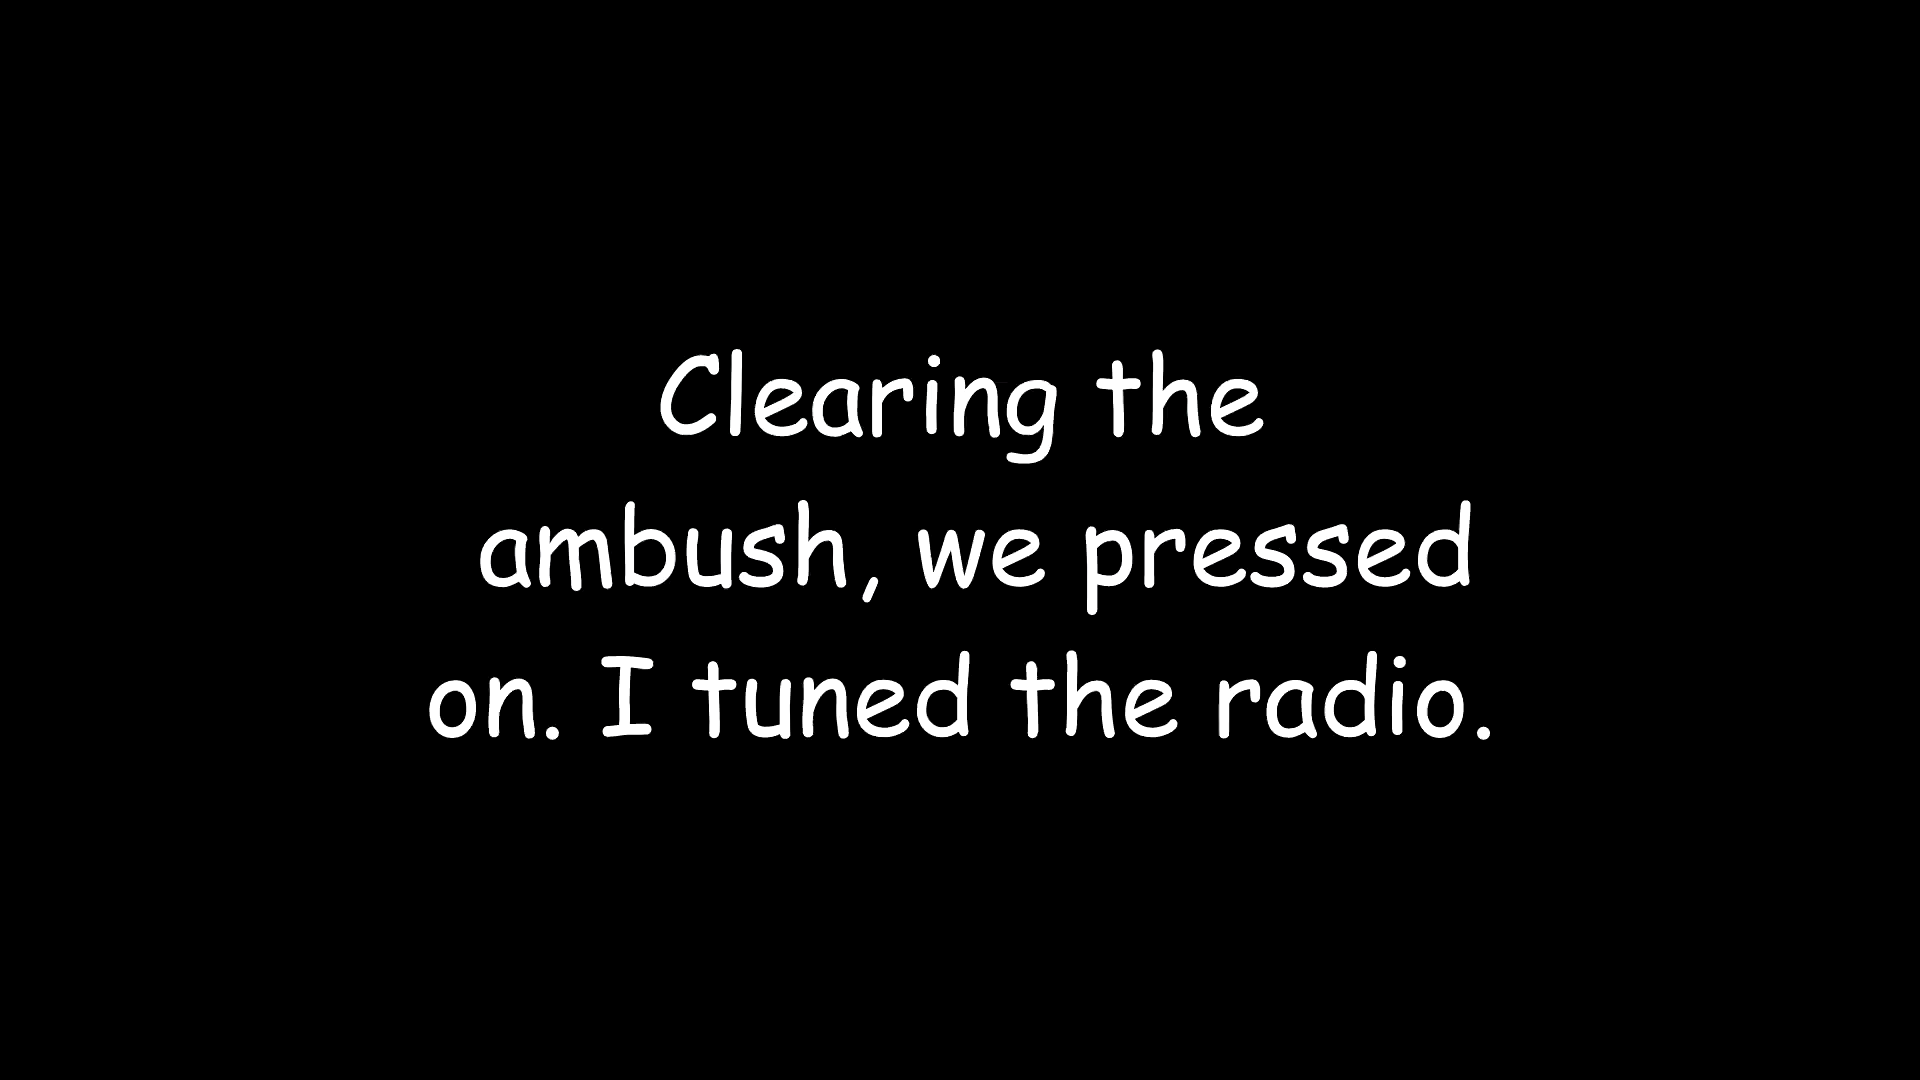 Clearing the
ambush, we pressed
on. I tuned the radio.